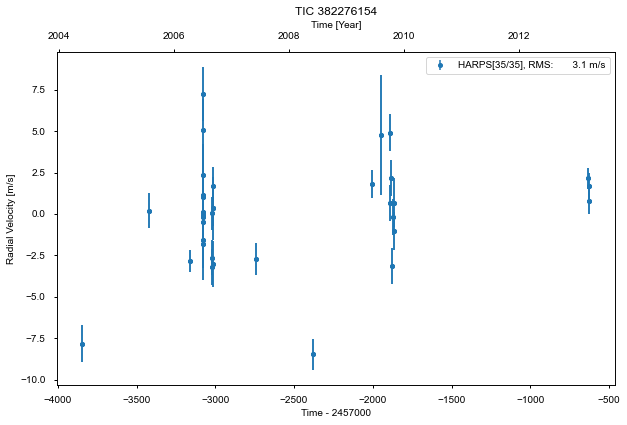 TIC 382276154
Time [Year]
2004 2006 2008 2010 2012
HARPS[35/35], RMS: 3.1 m/s
7.5
5.0
2.5
0.0
−2.5
−5.0
−7.5
−10.0
Radial Velocity [m/s]
−4000 −3500 −3000 −2500 −2000 −1500 −1000 −500
Time - 2457000